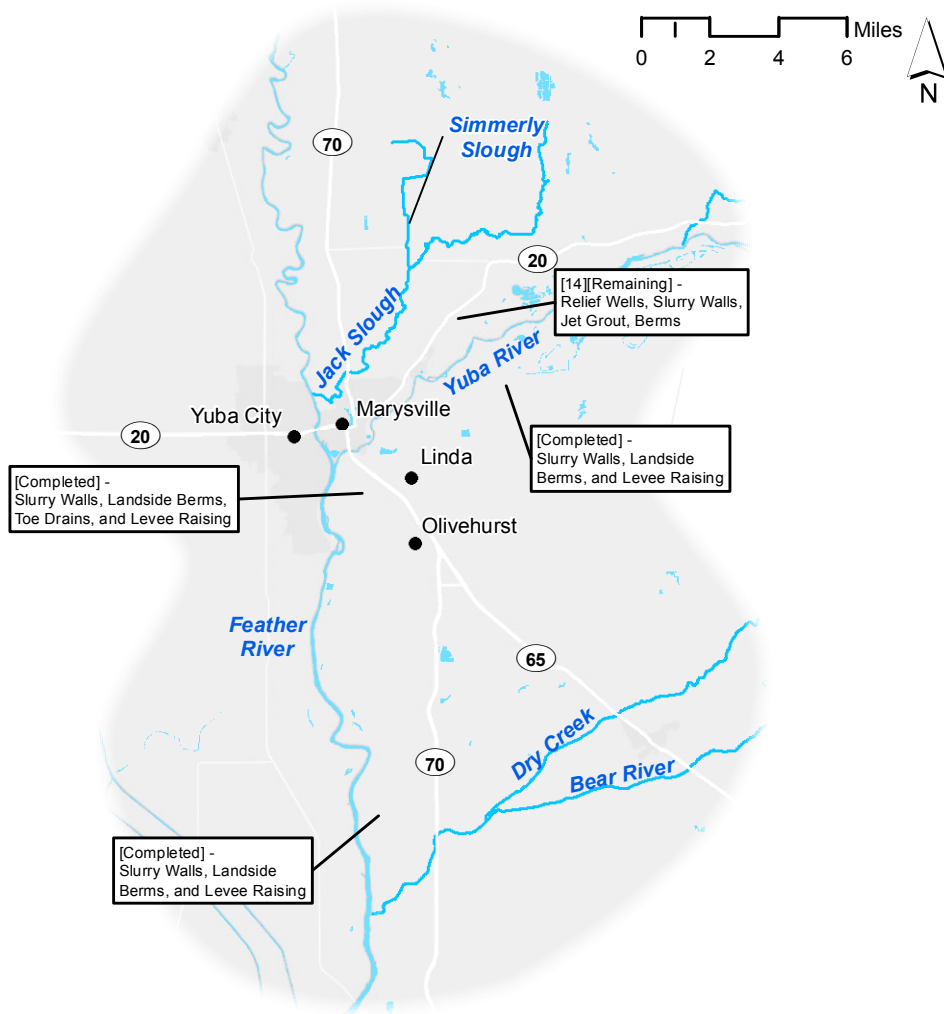 Miles
0 2 4 6
N
Simmerly
Slough
70
20
[14][Remaining] -
Relief Wells, Slurry Walls,
Jet Grout, Berms
Jack Slough
Yuba River
Yuba City
Marysville
20
Linda
[Completed] -
Slurry Walls, Landside
Berms, and Levee Raising
[Completed] -
Slurry Walls, Landside Berms,
Toe Drains, and Levee Raising
Olivehurst
Feather
River
65
Dry Creek
70
Bear River
[Completed] -
Slurry Walls, Landside
Berms, and Levee Raising